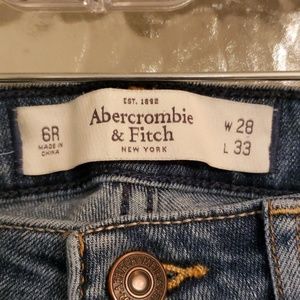 EST. 1892
Abercrombie
& Fitch
NEW YORK
6R
MADE IN
CHINA
W 28
L 33